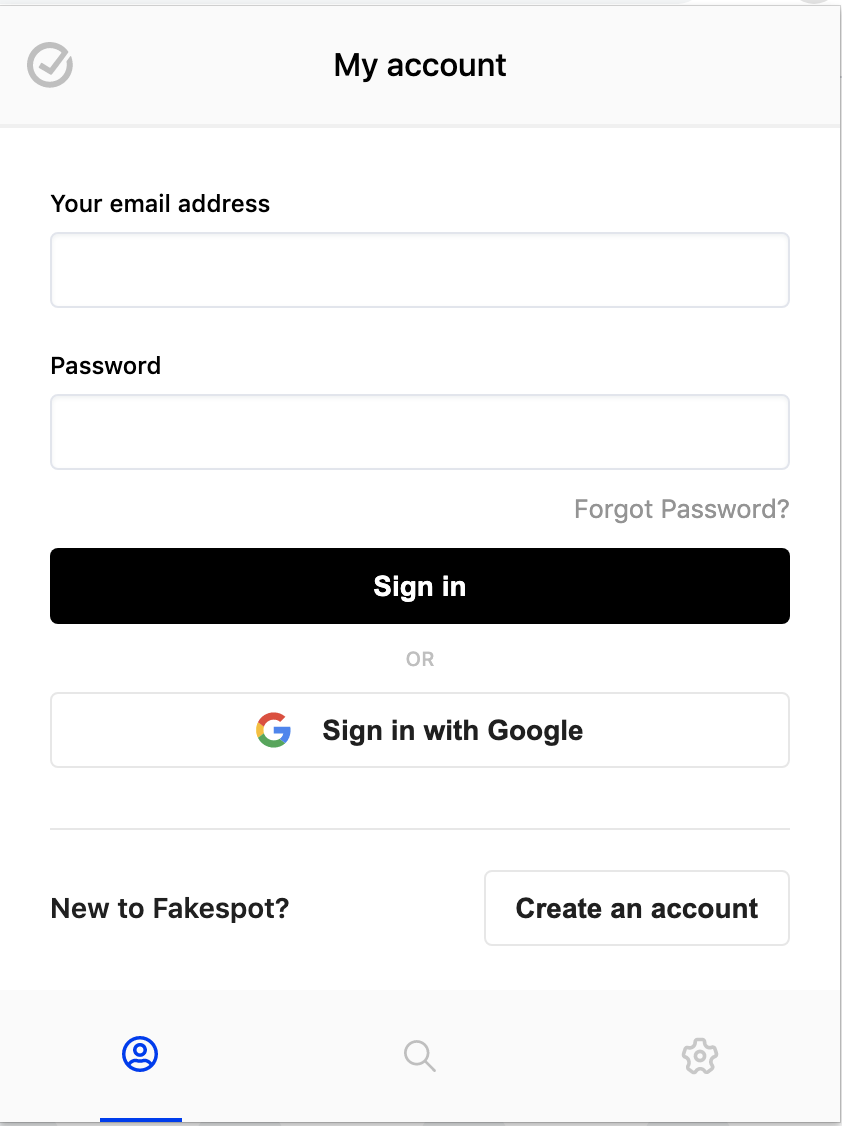 My account
Your email address
Password
Forgot Password?
Sign in
OR
Sign in with Google
New to Fakespot?
Create an account